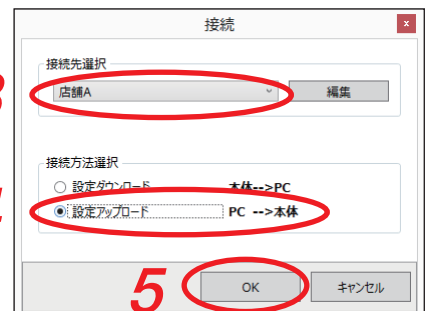 接続
x
接続先選択
店舗A
編集
接続方法選択
設定ダウンロード 本体-->PC
設定アップロード PC -->本体
5
OK
キャンセル